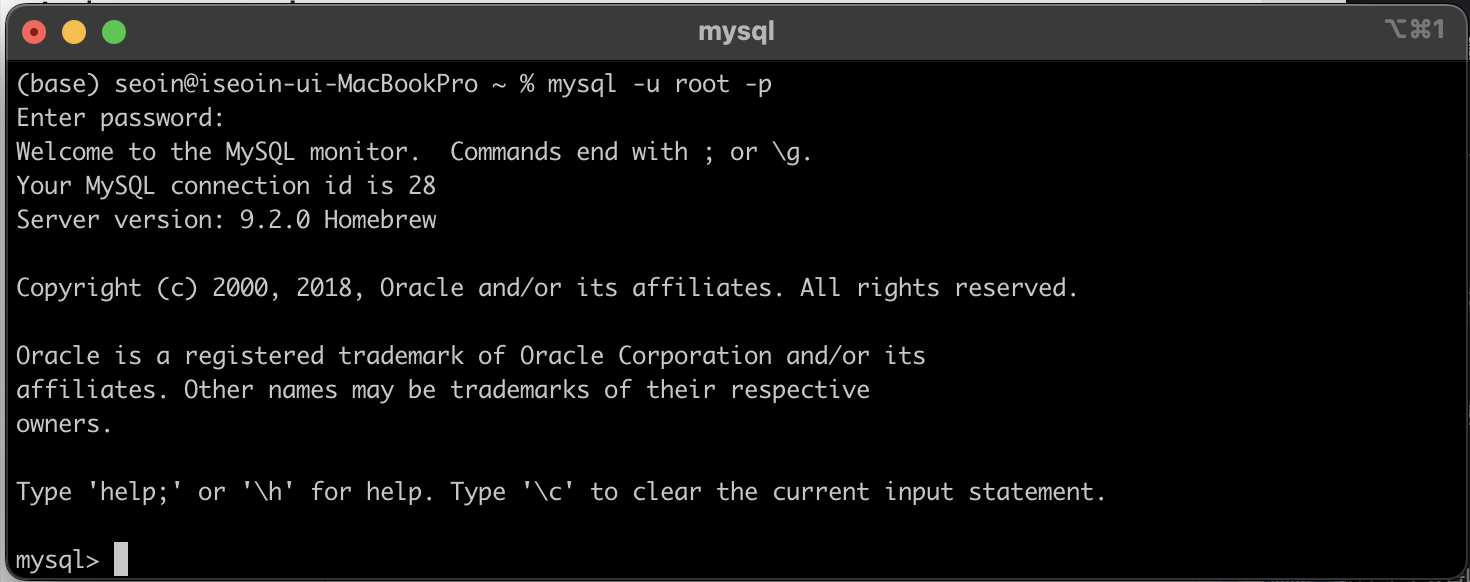 mysql
⌥⌘1
(base) seoin@iseoin-ui-MacBookPro ~ % mysql -u root -p
Enter password:
Welcome to the MySQL monitor.  Commands end with ; or \g.
Your MySQL connection id is 28
Server version: 9.2.0 Homebrew

Copyright (c) 2000, 2018, Oracle and/or its affiliates. All rights reserved.

Oracle is a registered trademark of Oracle Corporation and/or its
affiliates. Other names may be trademarks of their respective
owners.

Type 'help;' or '\h' for help. Type '\c' to clear the current input statement.

mysql>